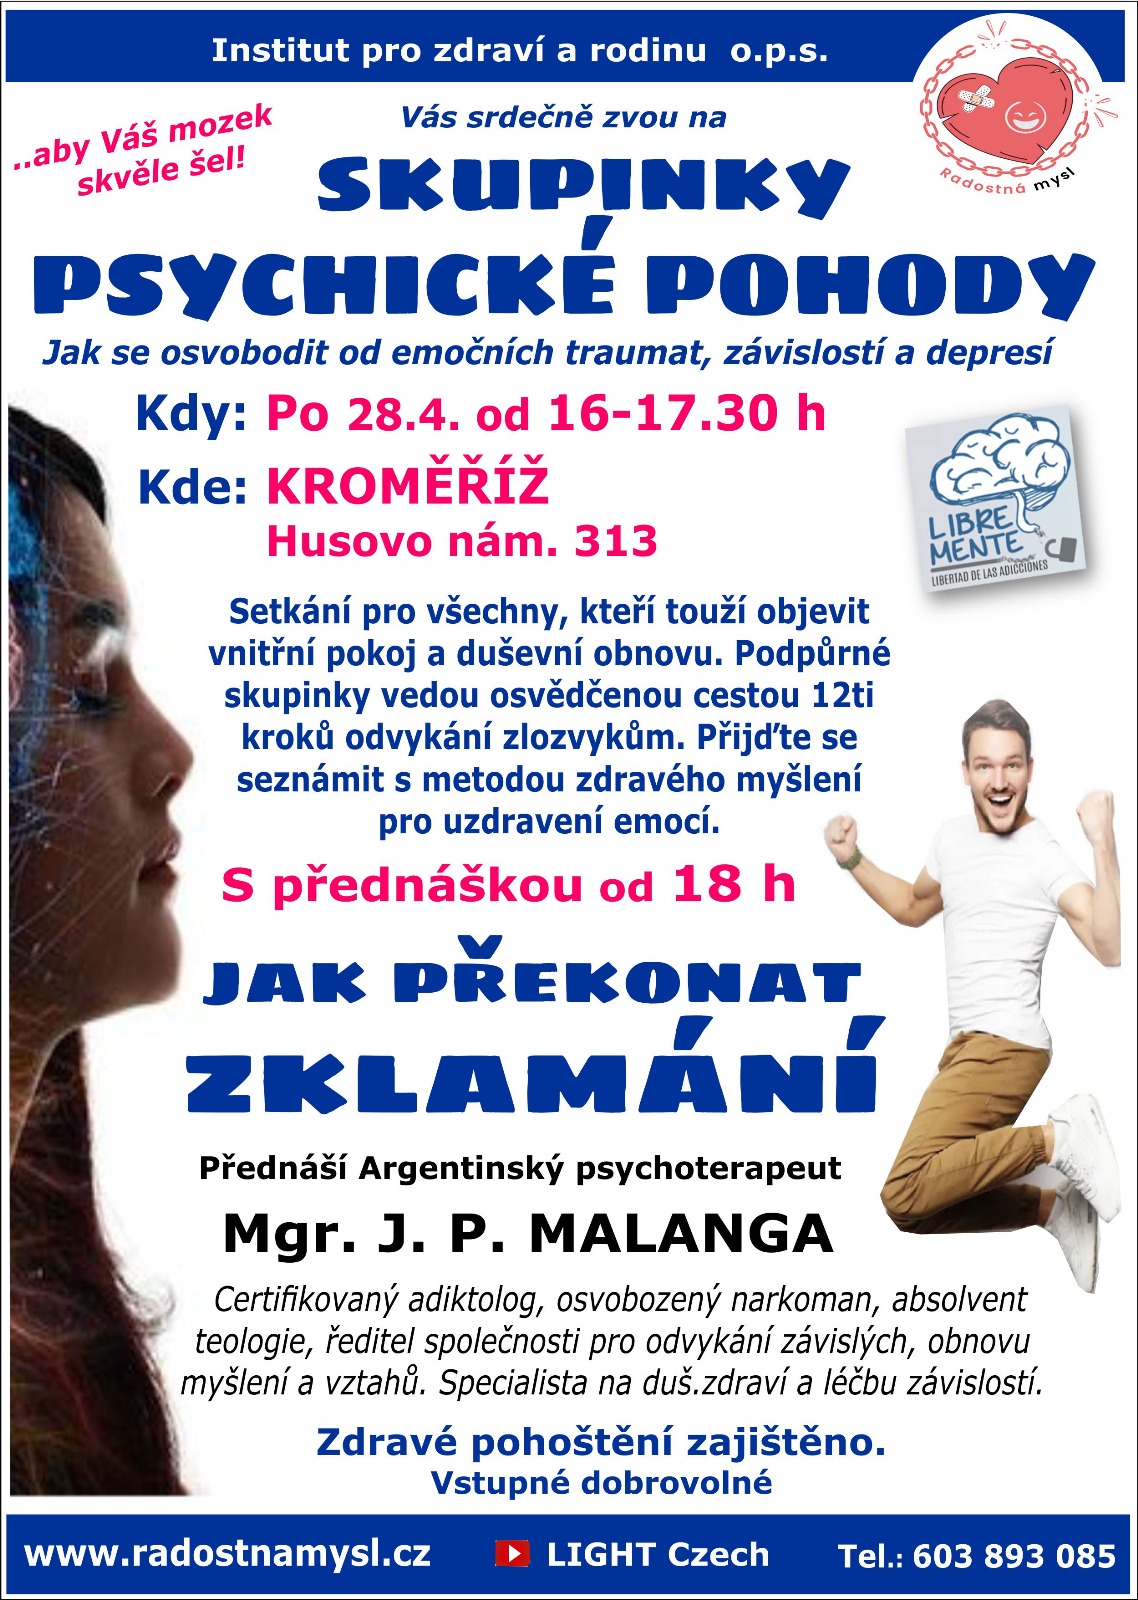 Institut pro zdraví a rodinu o.p.s.
..aby Váš mozek
skvěle šel!
Vás srdečně zvou na
Radostná mysl
SKUPINKY
PSYCHICKÉ POHODY
Jak se osvobodit od emočních traumat, závislostí a depresí
Kdy: Po 28.4. od 16-17.30 h
Kde: KROMĚŘÍŽ
Husovo nám. 313
LIBRE
MENTE
LIBERTAD DE LAS ADICCIONES
Setkání pro všechny, kteří touží objevit
vnitřní pokoj a duševní obnovu. Podpůrné
skupinky vedou osvědčenou cestou 12ti
kroků odvykání zlozvykům. Přijďte se
seznámit s metodou zdravého myšlení
pro uzdravení emocí.
S přednáškou od 18 h
JAK PŘEKONAT
ZKLAMÁNÍ
Přednáší Argentinský psychoterapeut
Mgr. J. P. MALANGA
Certifikovaný adiktolog, osvobozený narkoman, absolvent
teologie, ředitel společnosti pro odvykání závislých, obnovu
myšlení a vztahů. Specialista na duš.zdraví a léčbu závislostí.
Zdravé pohoštění zajištěno.
Vstupné dobrovolné
www.radostnamysl.cz LIGHT Czech Tel.: 603 893 085